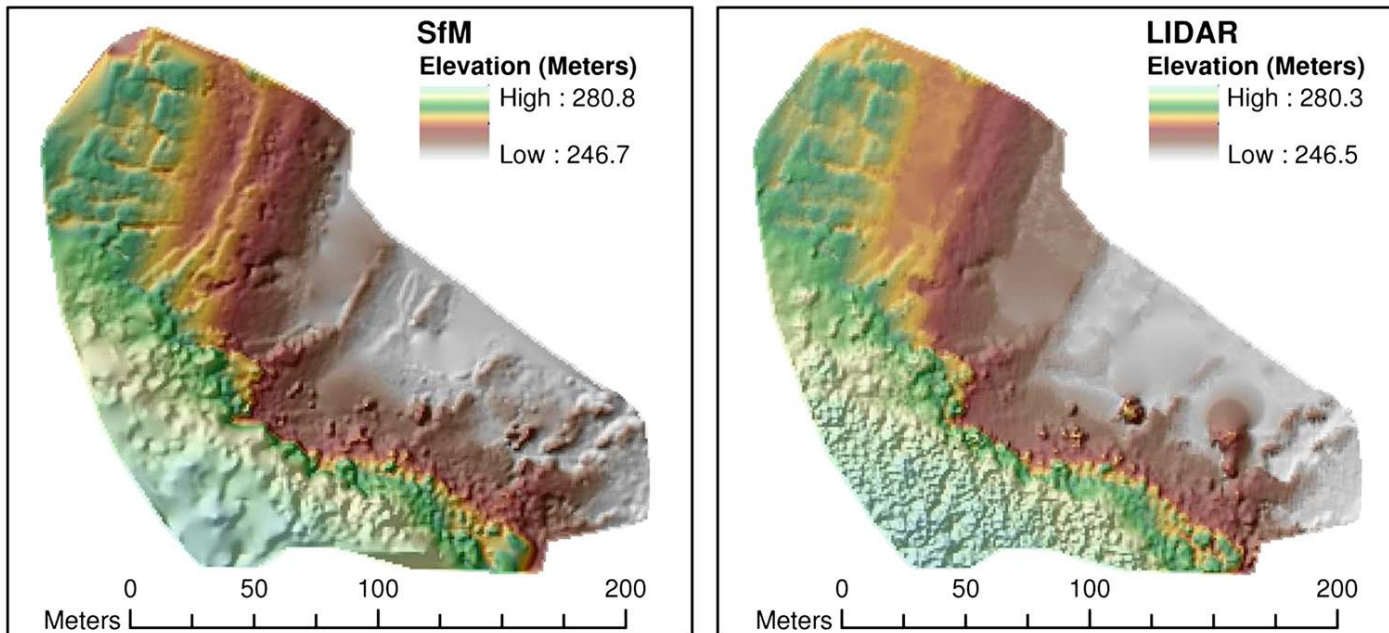 SfM
Elevation (Meters)
High : 280.8
Low : 246.7
0 50 100 200
Meters
LIDAR
Elevation (Meters)
High : 280.3
Low : 246.5
0 50 100 200
Meters